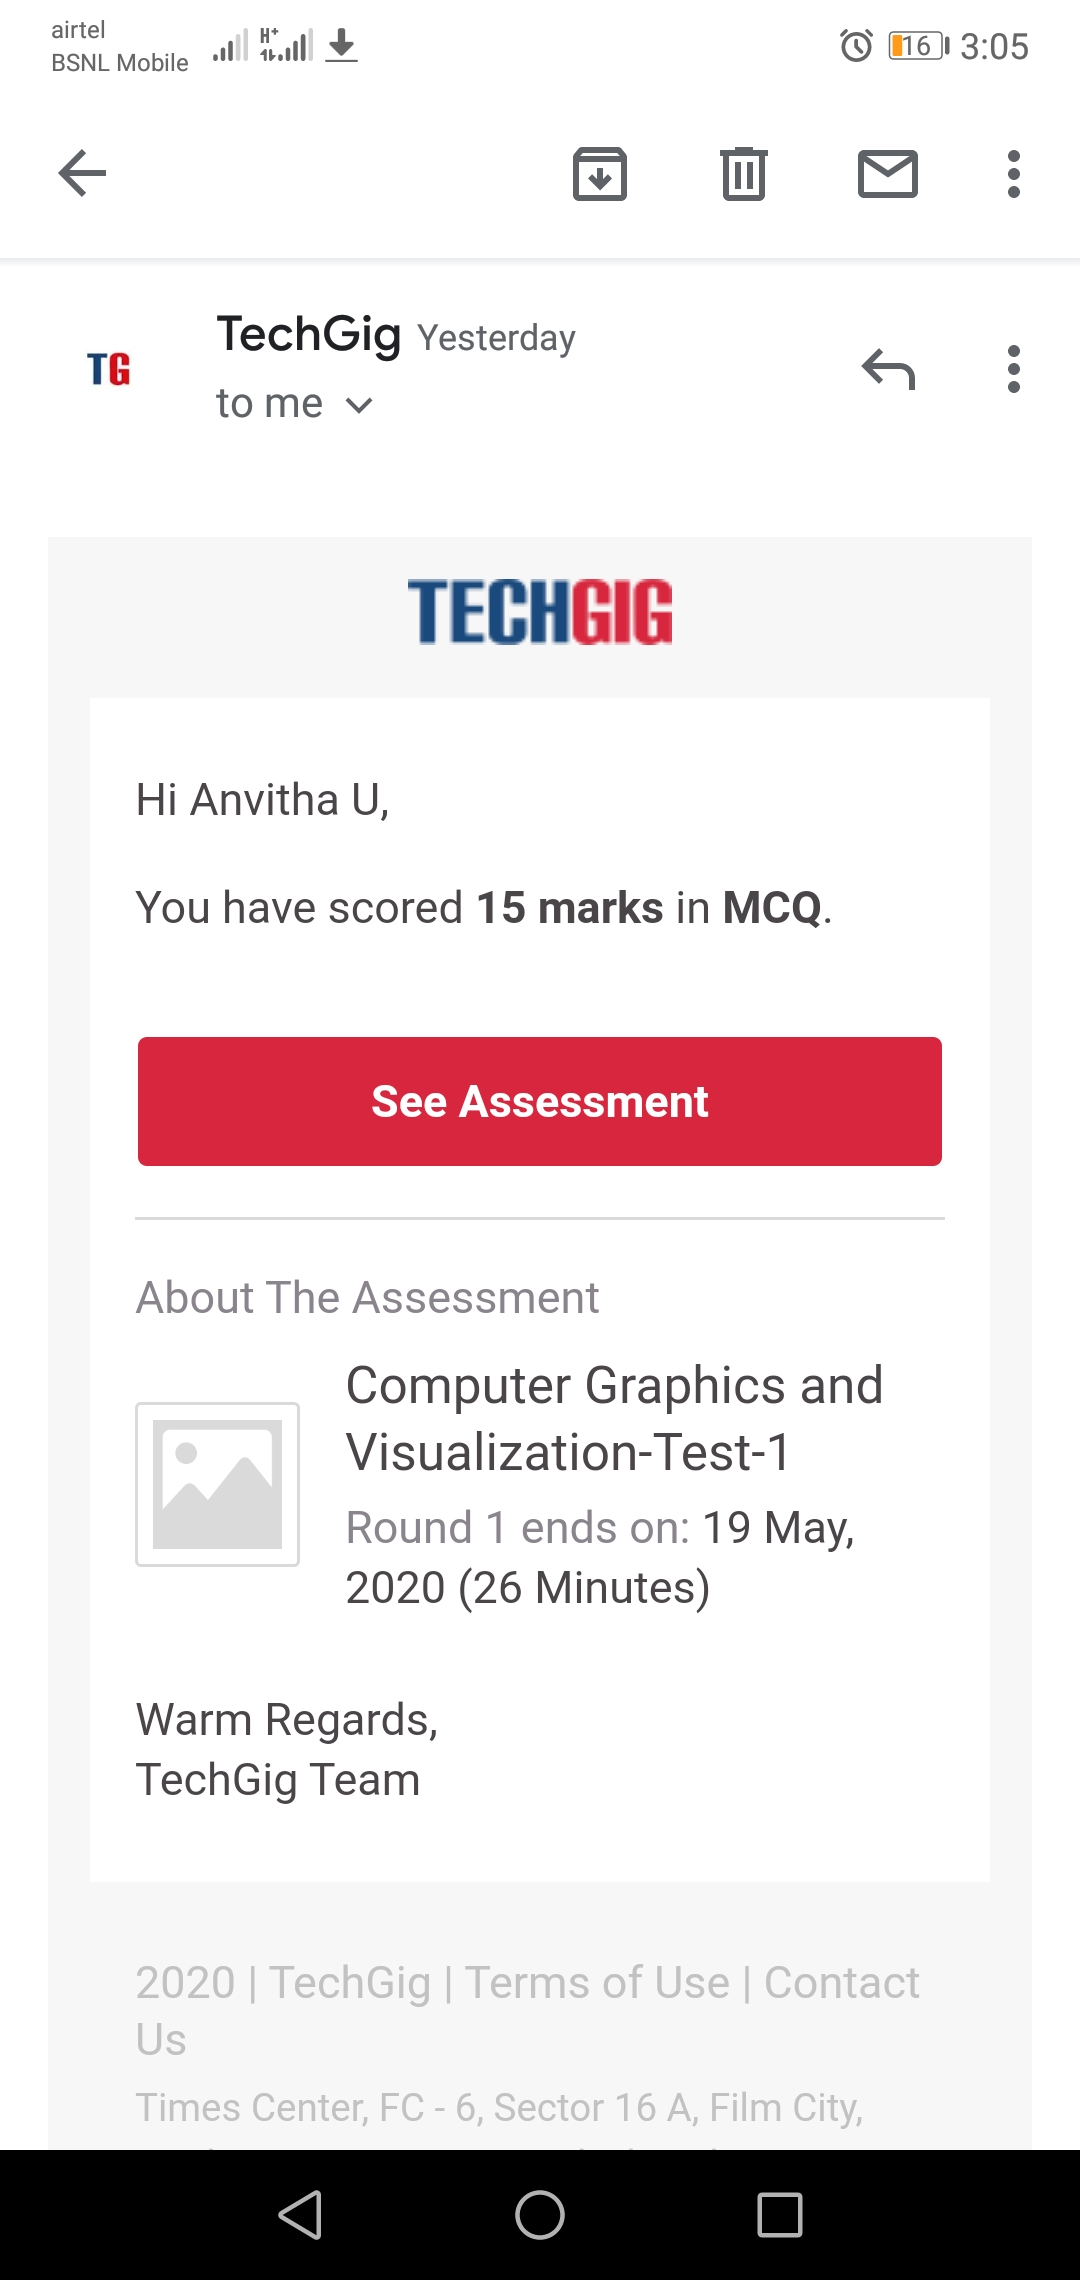 airtel
BSNL Mobile
H+
16
3:05
TechGig Yesterday
TG
to me
TECHGIG
Hi Anvitha U,
You have scored 15 marks in MCQ.
See Assessment
About The Assessment
Computer Graphics and
Visualization-Test-1
Round 1 ends on: 19 May,
2020 (26 Minutes)
Warm Regards,
TechGig Team
2020 | TechGig | Terms of Use | Contact
Us
Times Center, FC - 6, Sector 16 A, Film City,